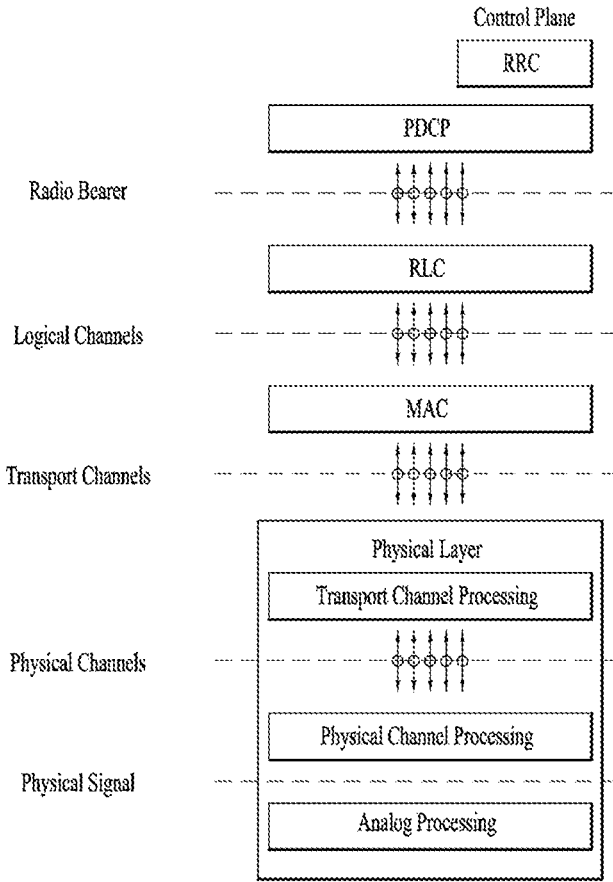 Control Plane
RRC
PDCP
Radio Bearer
RLC
Logical Channels
MAC
Transport Channels
Physical Layer
Transport Channel Processing
Physical Channels
Physical Channel Processing
Physical Signal
Analog Processing